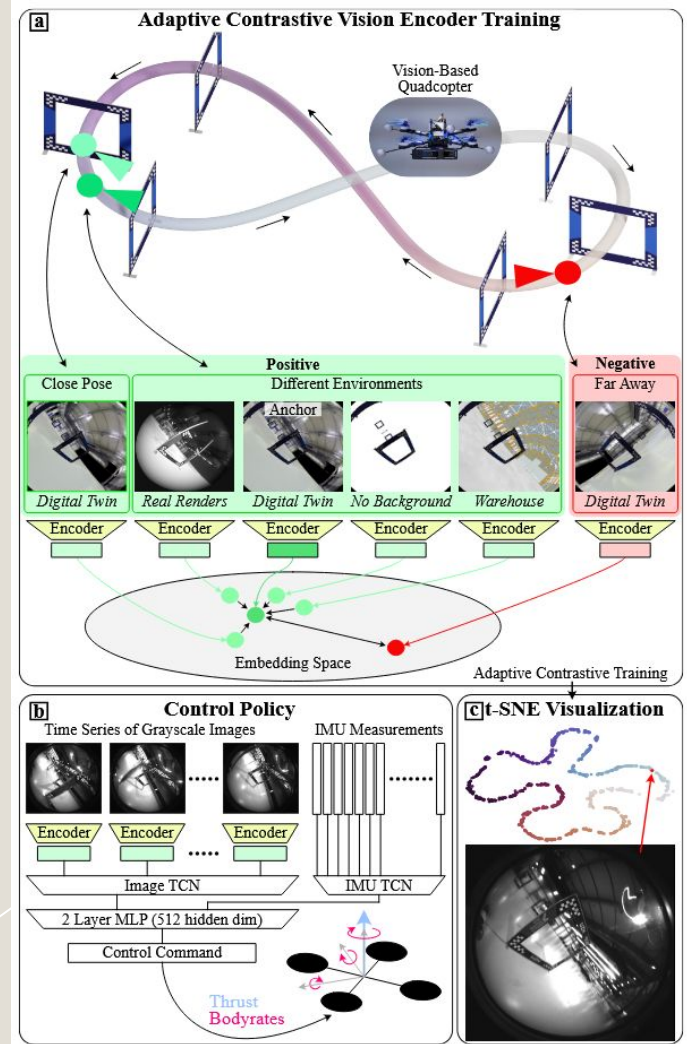 a Adaptive Contrastive Vision Encoder Training
Vision-Based
Quadcopter
Positive
Negative
Close Pose
Different Environments
Far Away
Anchor
Digital Twin
Real Renders
Digital Twin
No Background
Warehouse
Digital Twin
Encoder
Encoder
Encoder
Encoder
Encoder
Encoder
Embedding Space
Adaptive Contrastive Training
b Control Policy
Time Series of Grayscale Images
IMU Measurements
Encoder
Encoder
Encoder
Image TCN
IMU TCN
2 Layer MLP (512 hidden dim)
Control Command
Thrust
Bodyrates
c t-SNE Visualization